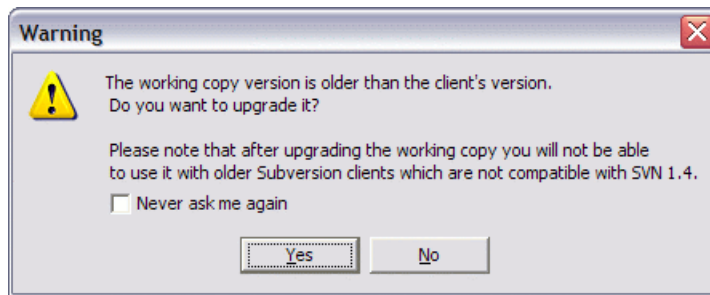 Warning
The working copy version is older than the client's version.
Do you want to upgrade it?
Please note that after upgrading the working copy you will not be able
to use it with older Subversion clients which are not compatible with SVN 1.4.
Never ask me again
Yes No